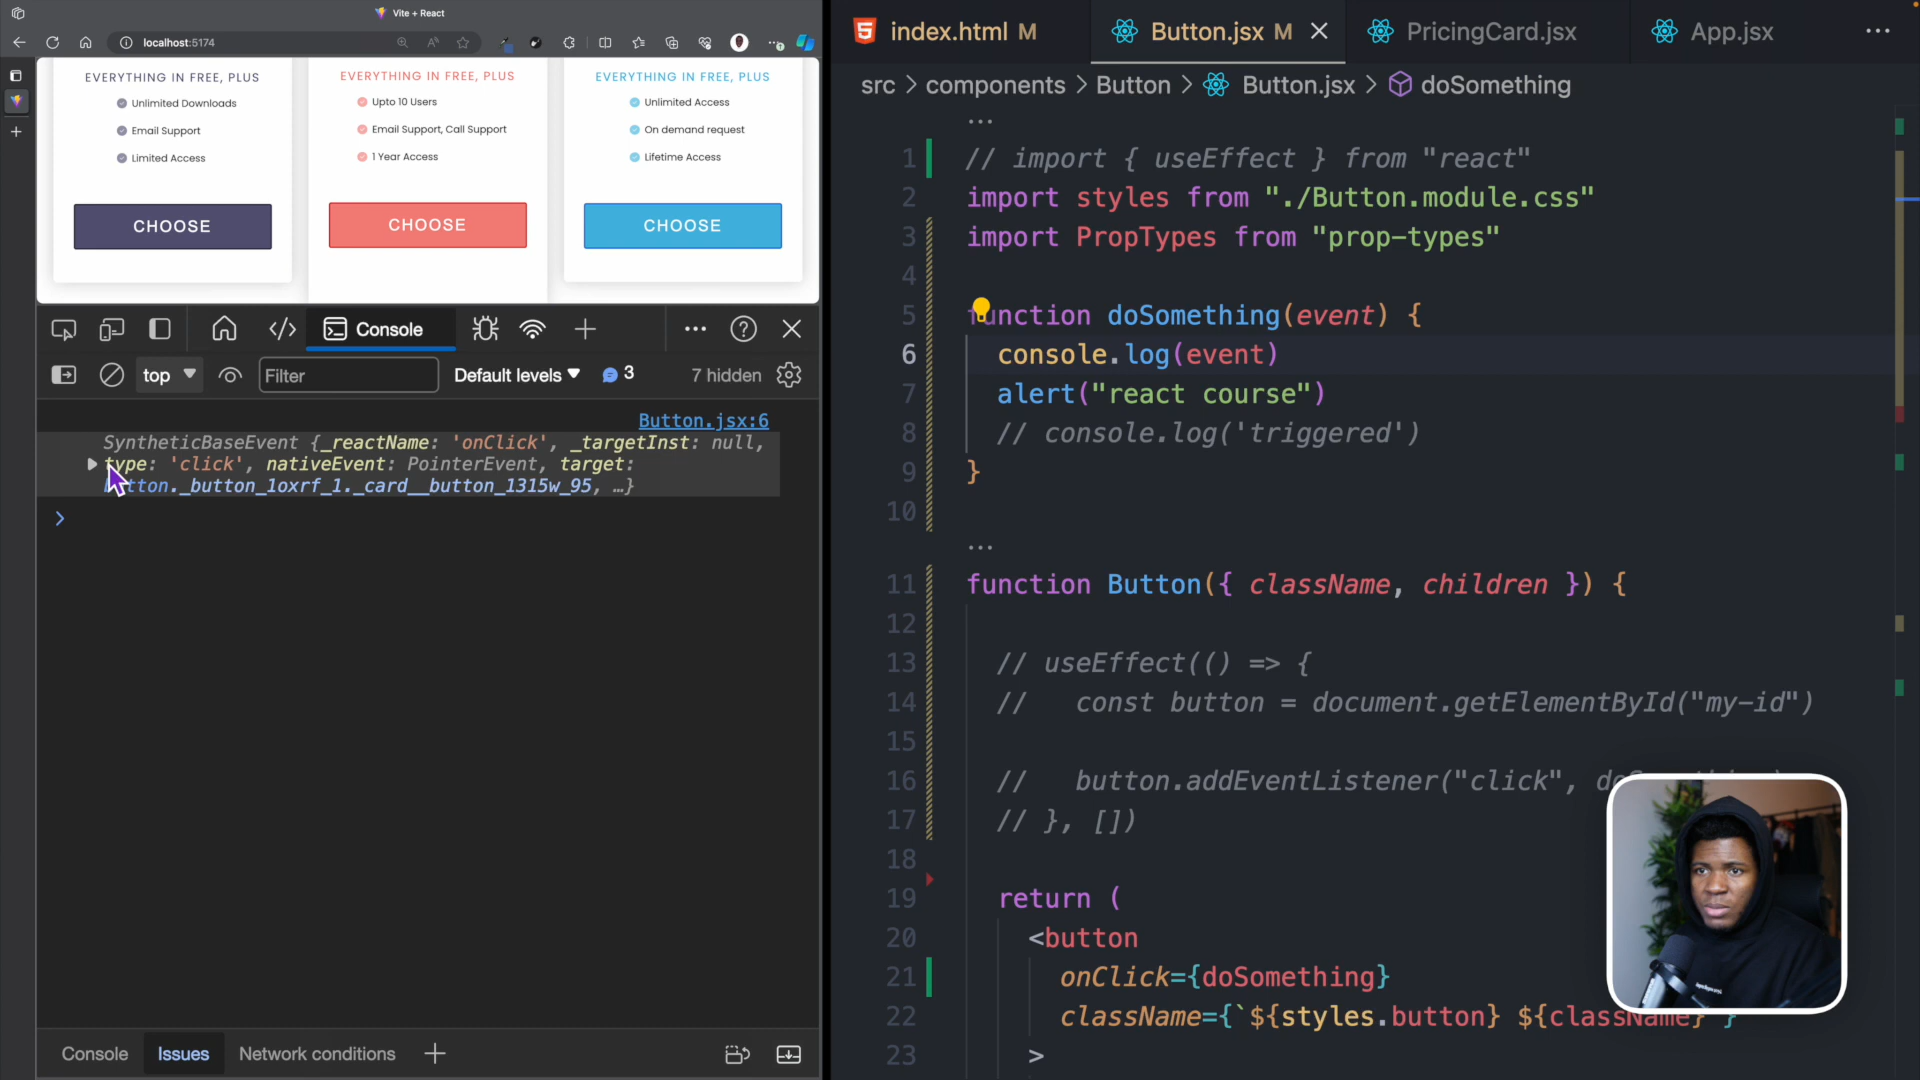 Vite + React
localhost:5174
EVERYTHING IN FREE, PLUS
Unlimited Downloads
Email Support
Limited Access
CHOOSE
EVERYTHING IN FREE, PLUS
Upto 10 Users
Email Support, Call Support
1 Year Access
CHOOSE
EVERYTHING IN FREE, PLUS
Unlimited Access
On demand request
Lifetime Access
CHOOSE
Console
top
Filter
Default levels
3
7 hidden
Button.jsx:6
SyntheticBaseEvent {_reactName: 'onClick', _targetInst: null,
type: 'click', nativeEvent: PointerEvent, target:
button._button_1oxrf_1._card__button_1315w_95, …}
Console
Issues
Network conditions
index.html M
Button.jsx M
PricingCard.jsx
App.jsx
src > components > Button > Button.jsx > doSomething
...
1 // import { useEffect } from "react"
2 import styles from "./Button.module.css"
3 import PropTypes from "prop-types"
4
5 function doSomething(event) {
6 console.log(event)
7 alert("react course")
8 // console.log('triggered')
9 }
10
...
11 function Button({ className, children }) {
12
13 // useEffect(() => {
14 // const button = document.getElementById("my-id")
15
16 // button.addEventListener("click",
17 // }, [])
18
19 return (
20 <button
21 onClick={doSomething}
22 className={`${styles.button} ${className}`}
23 >